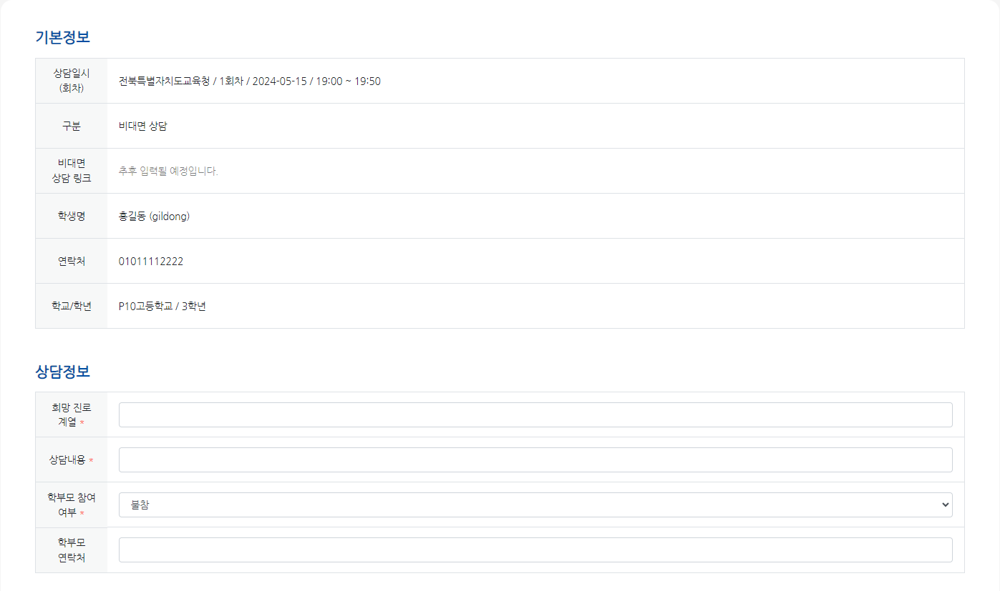 기본정보
상담일시
(회차)
전북특별자치도교육청 / 1회차 / 2024-05-15 / 19:00 ~ 19:50
구분
비대면 상담
비대면
상담 링크
추후 입력될 예정입니다.
학생명
홍길동 (gildong)
연락처
01011112222
학교/학년
P10고등학교 / 3학년
상담정보
희망 진로
계열 *
상담내용 *
학부모 참여
여부 *
불참
학부모
연락처